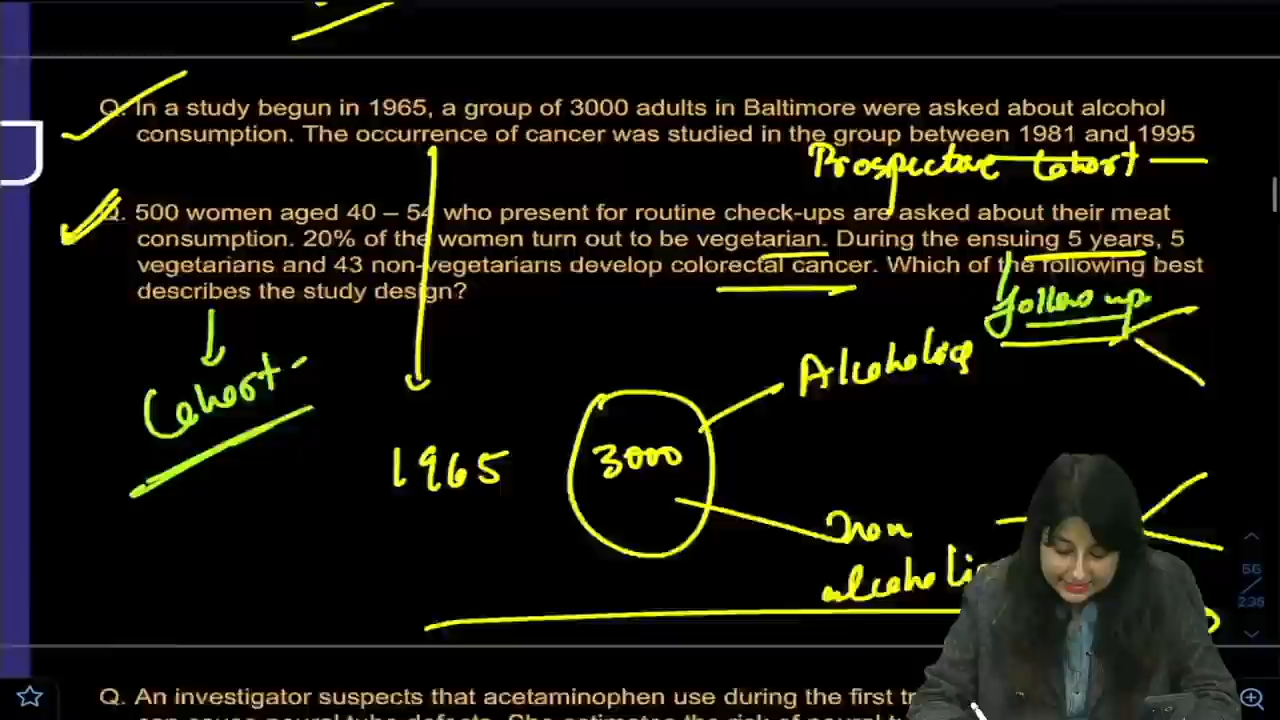 Q. In a study begun in 1965, a group of 3000 adults in Baltimore were asked about alcohol
consumption. The occurrence of cancer was studied in the group between 1981 and 1995
Prospective Cohort
Q. 500 women aged 40 – 54 who present for routine check-ups are asked about their meat
consumption. 20% of the women turn out to be vegetarian. During the ensuing 5 years, 5
vegetarians and 43 non-vegetarians develop colorectal cancer. Which of the following best
describes the study design?
follow up
Cohort
Alcoholics
1965
3000
non
alcoholic
56
236
Q. An investigator suspects that acetaminophen use during the first